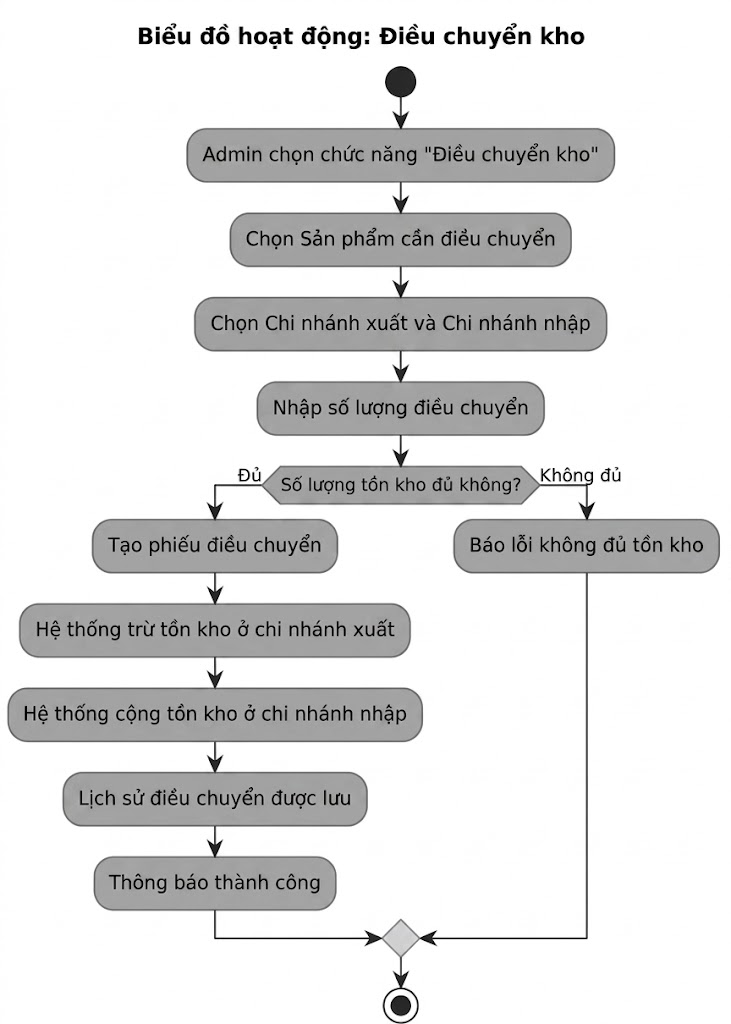 Biểu đồ hoạt động: Điều chuyển kho
Admin chọn chức năng "Điều chuyển kho"
Chọn Sản phẩm cần điều chuyển
Chọn Chi nhánh xuất và Chi nhánh nhập
Nhập số lượng điều chuyển
Số lượng tồn kho đủ không?
Đủ
Không đủ
Tạo phiếu điều chuyển
Báo lỗi không đủ tồn kho
Hệ thống trừ tồn kho ở chi nhánh xuất
Hệ thống cộng tồn kho ở chi nhánh nhập
Lịch sử điều chuyển được lưu
Thông báo thành công